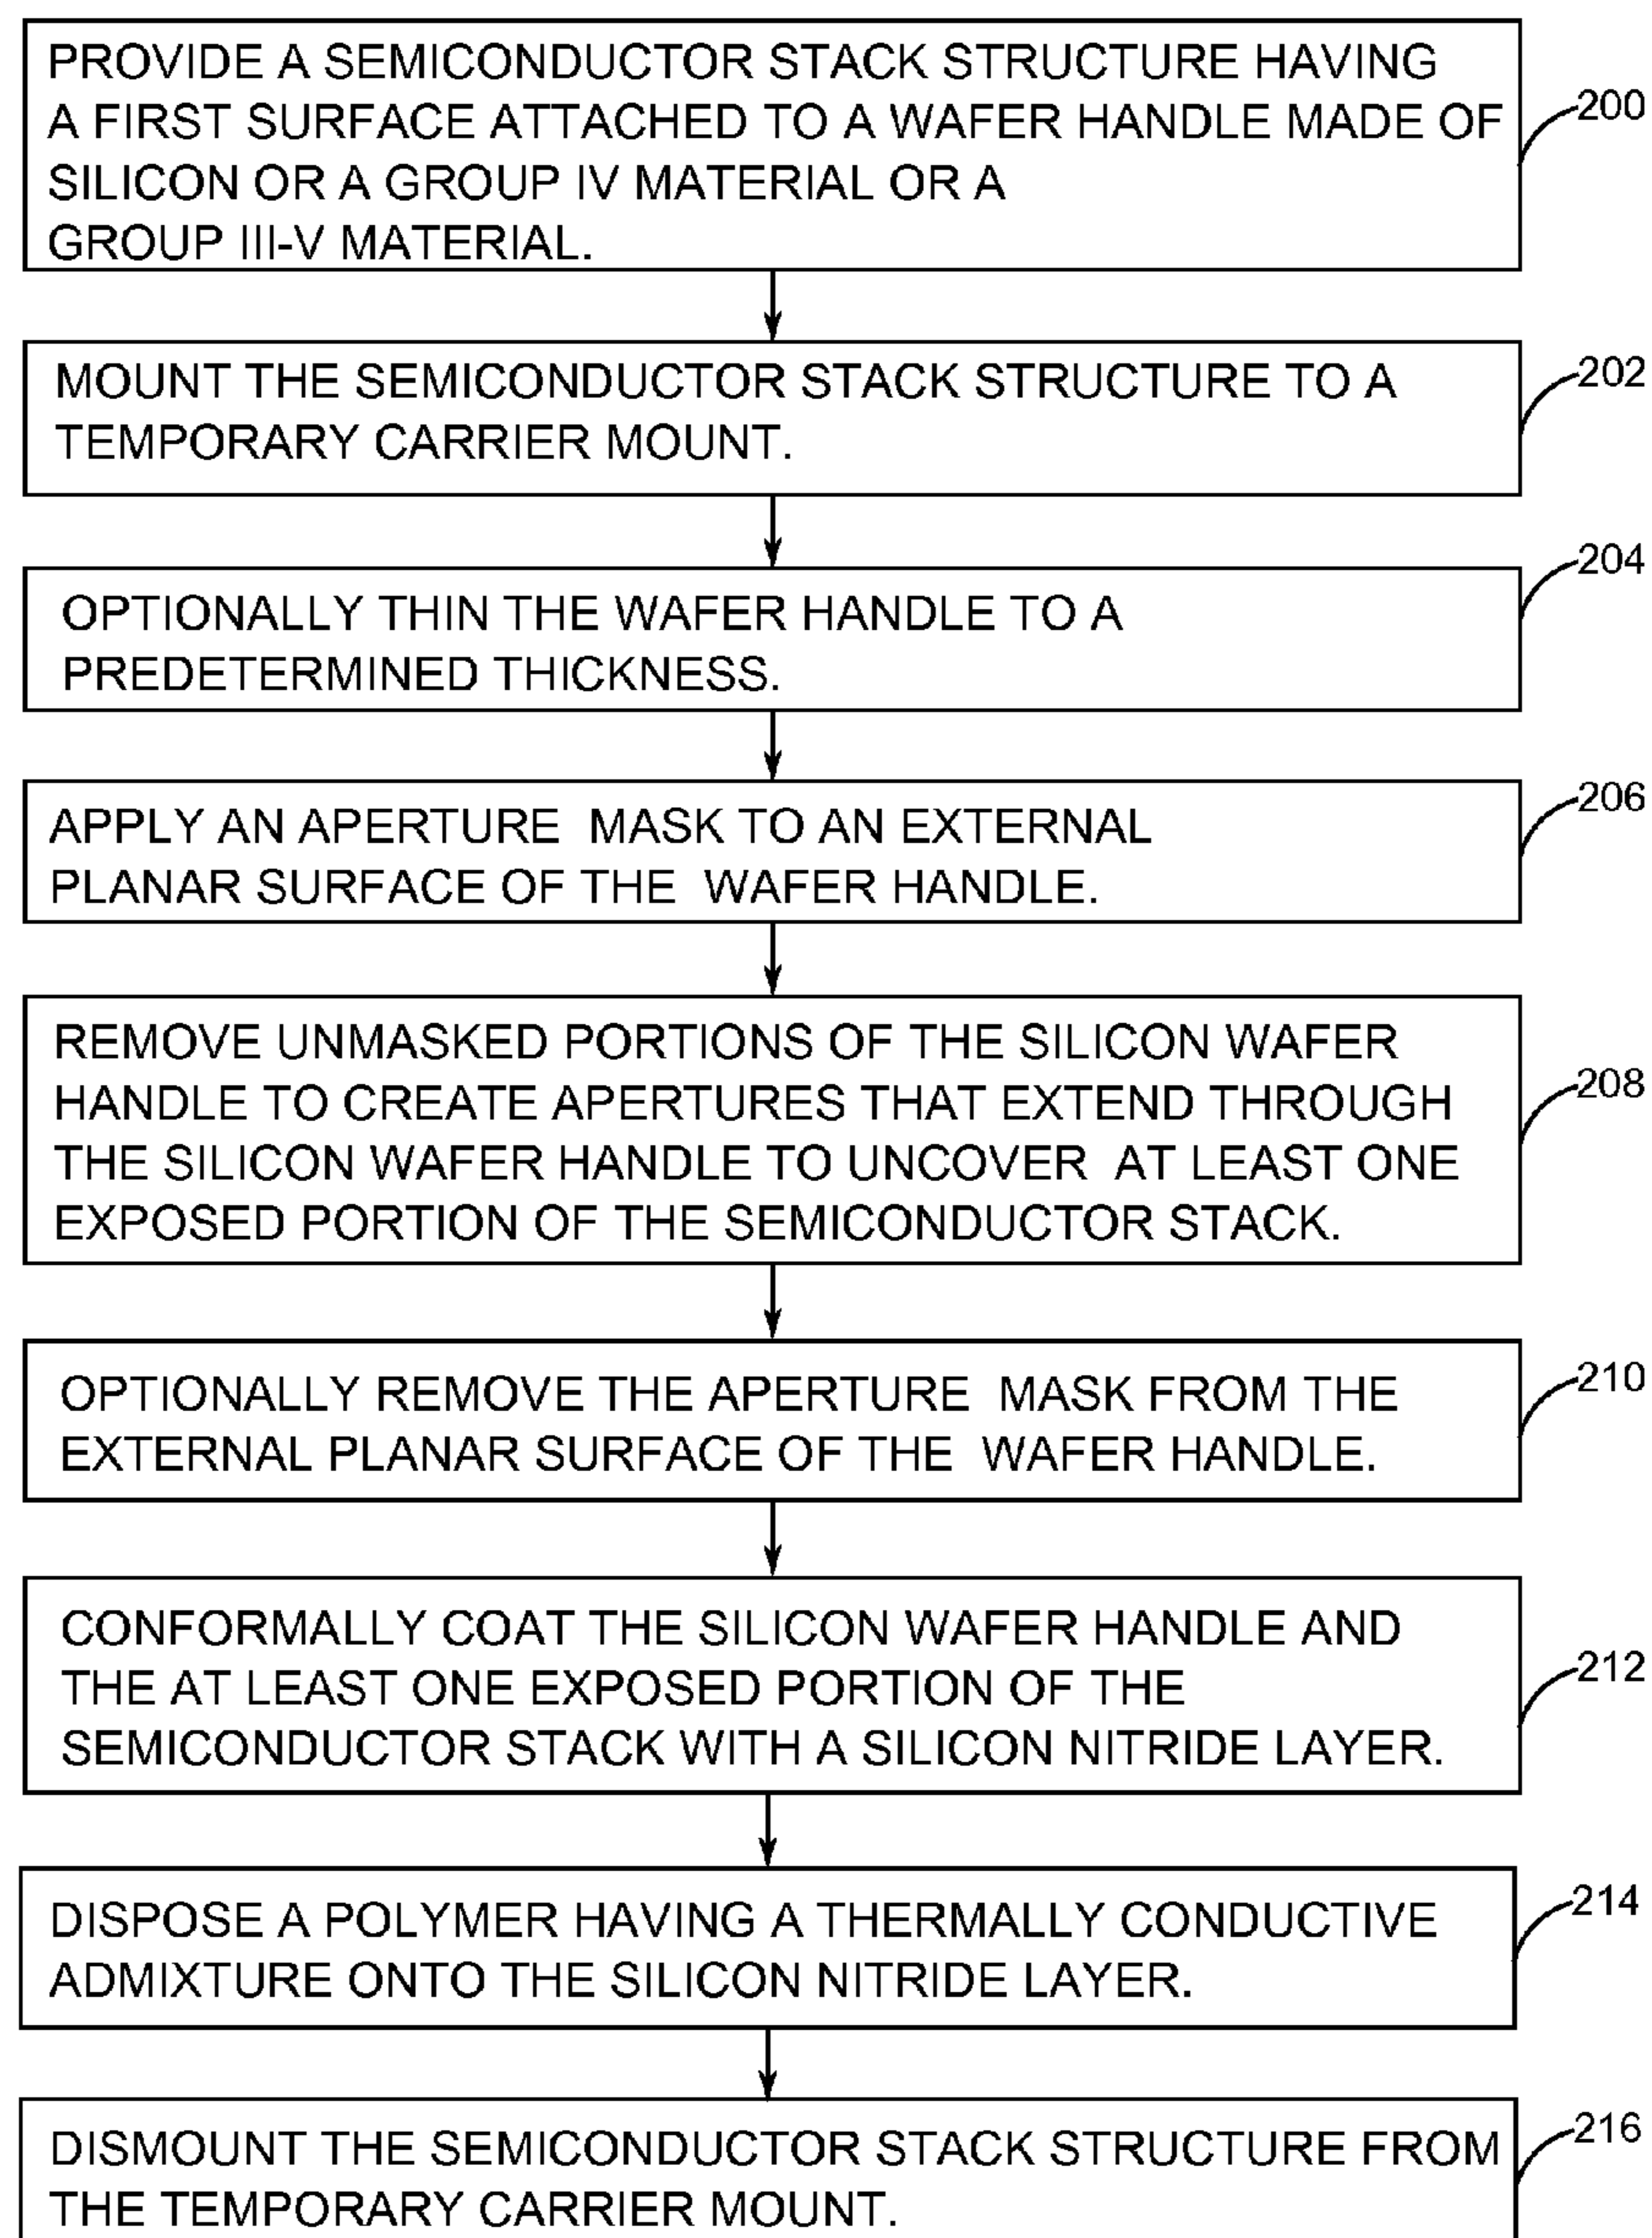 PROVIDE A SEMICONDUCTOR STACK STRUCTURE HAVING
A FIRST SURFACE ATTACHED TO A WAFER HANDLE MADE OF
SILICON OR A GROUP IV MATERIAL OR A
GROUP III-V MATERIAL.
200
MOUNT THE SEMICONDUCTOR STACK STRUCTURE TO A
TEMPORARY CARRIER MOUNT.
202
OPTIONALLY THIN THE WAFER HANDLE TO A
PREDETERMINED THICKNESS.
204
APPLY AN APERTURE MASK TO AN EXTERNAL
PLANAR SURFACE OF THE WAFER HANDLE.
206
REMOVE UNMASKED PORTIONS OF THE SILICON WAFER
HANDLE TO CREATE APERTURES THAT EXTEND THROUGH
THE SILICON WAFER HANDLE TO UNCOVER AT LEAST ONE
EXPOSED PORTION OF THE SEMICONDUCTOR STACK.
208
OPTIONALLY REMOVE THE APERTURE MASK FROM THE
EXTERNAL PLANAR SURFACE OF THE WAFER HANDLE.
210
CONFORMALLY COAT THE SILICON WAFER HANDLE AND
THE AT LEAST ONE EXPOSED PORTION OF THE
SEMICONDUCTOR STACK WITH A SILICON NITRIDE LAYER.
212
DISPOSE A POLYMER HAVING A THERMALLY CONDUCTIVE
ADMIXTURE ONTO THE SILICON NITRIDE LAYER.
214
DISMOUNT THE SEMICONDUCTOR STACK STRUCTURE FROM
THE TEMPORARY CARRIER MOUNT.
216